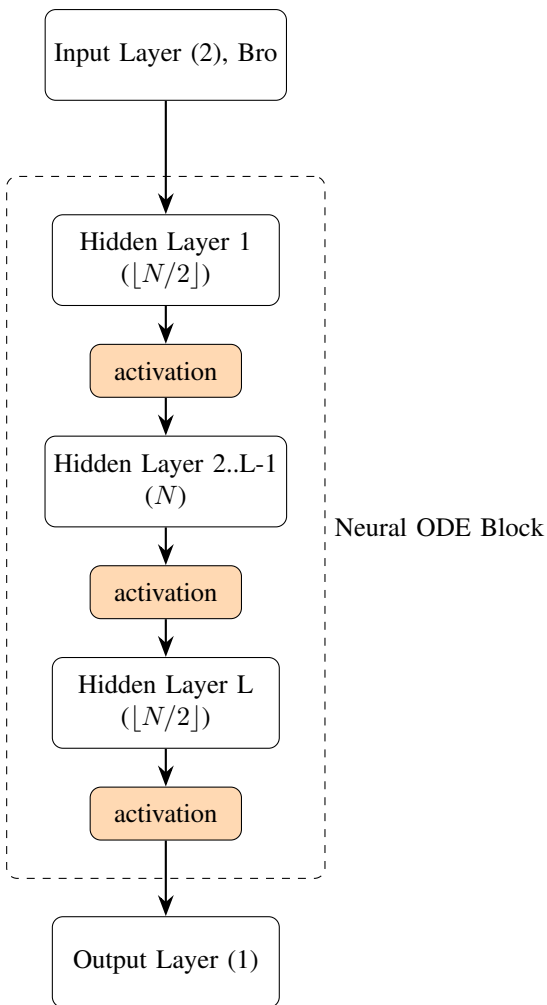 Input Layer (2), Bro
Hidden Layer 1
(⌊N/2⌋)
activation
Hidden Layer 2..L-1
(N)
Neural ODE Block
activation
Hidden Layer L
(⌊N/2⌋)
activation
Output Layer (1)